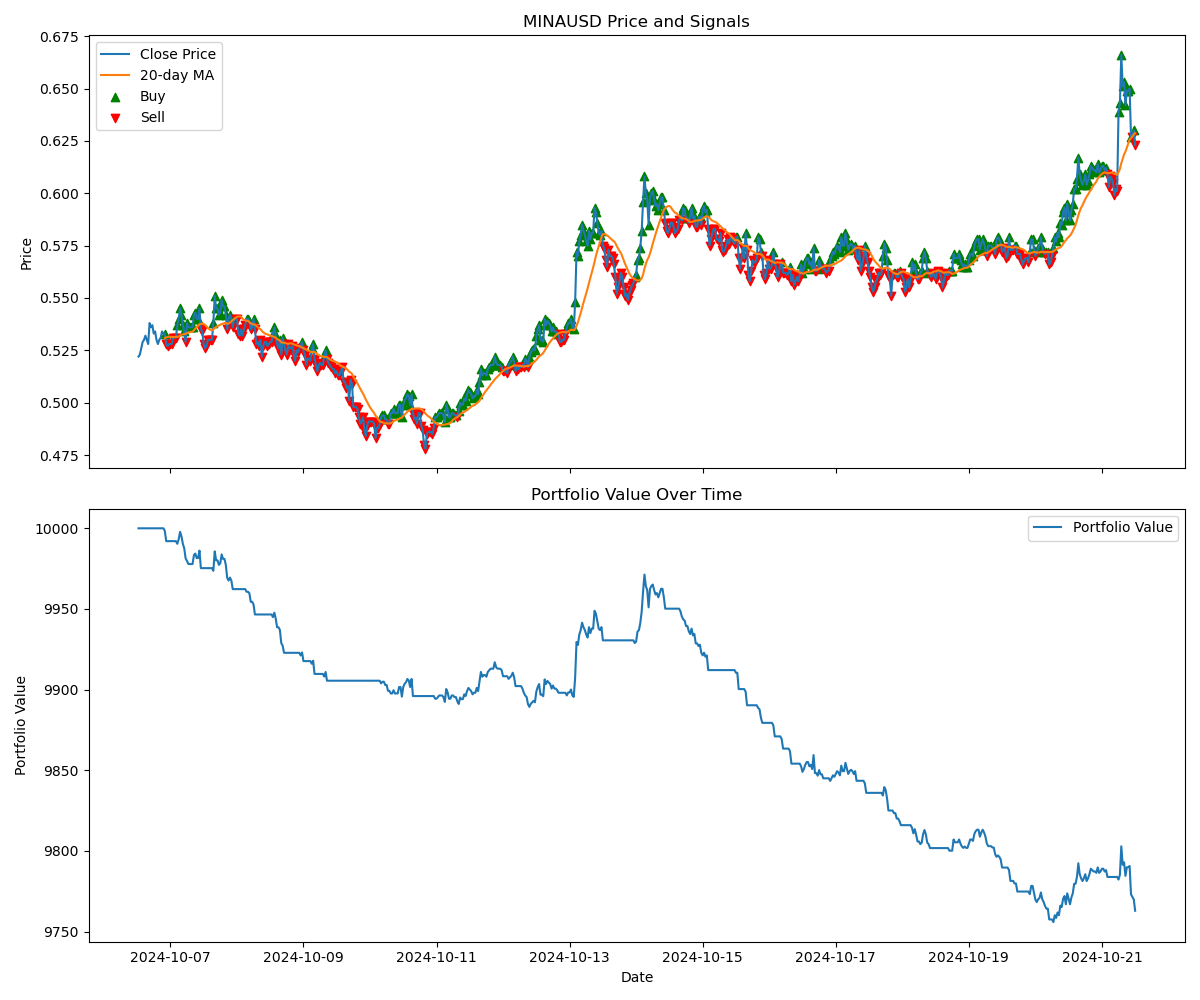 MINAUSD Price and Signals
Price
0.675
0.650
0.625
0.600
0.575
0.550
0.525
0.500
0.475
Close Price
20-day MA
Buy
Sell
Portfolio Value Over Time
Portfolio Value
10000
9950
9900
9850
9800
9750
Portfolio Value
2024-10-07 2024-10-09 2024-10-11 2024-10-13 2024-10-15 2024-10-17 2024-10-19 2024-10-21
Date